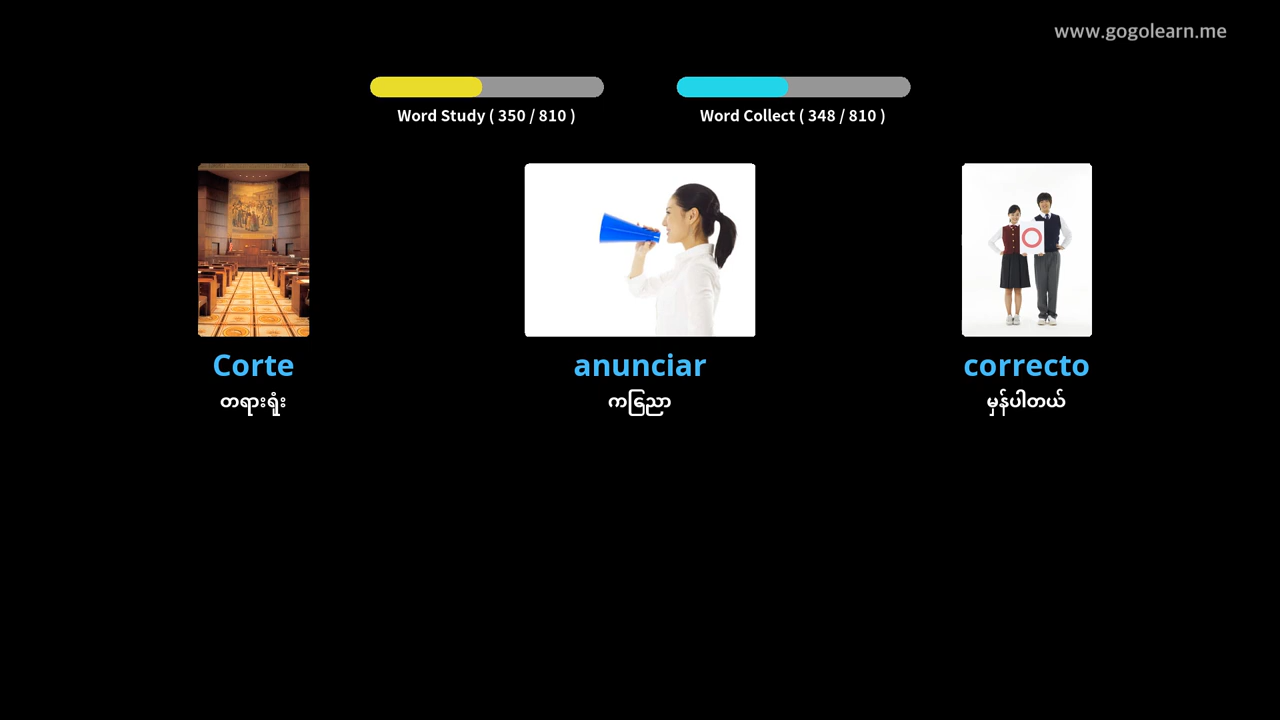 www.gogolearn.me
Word Study ( 350 / 810 )
Word Collect ( 348 / 810 )
Corte
anunciar
correcto
တရားရုံး
ကြေညာ
မှန်ပါတယ်